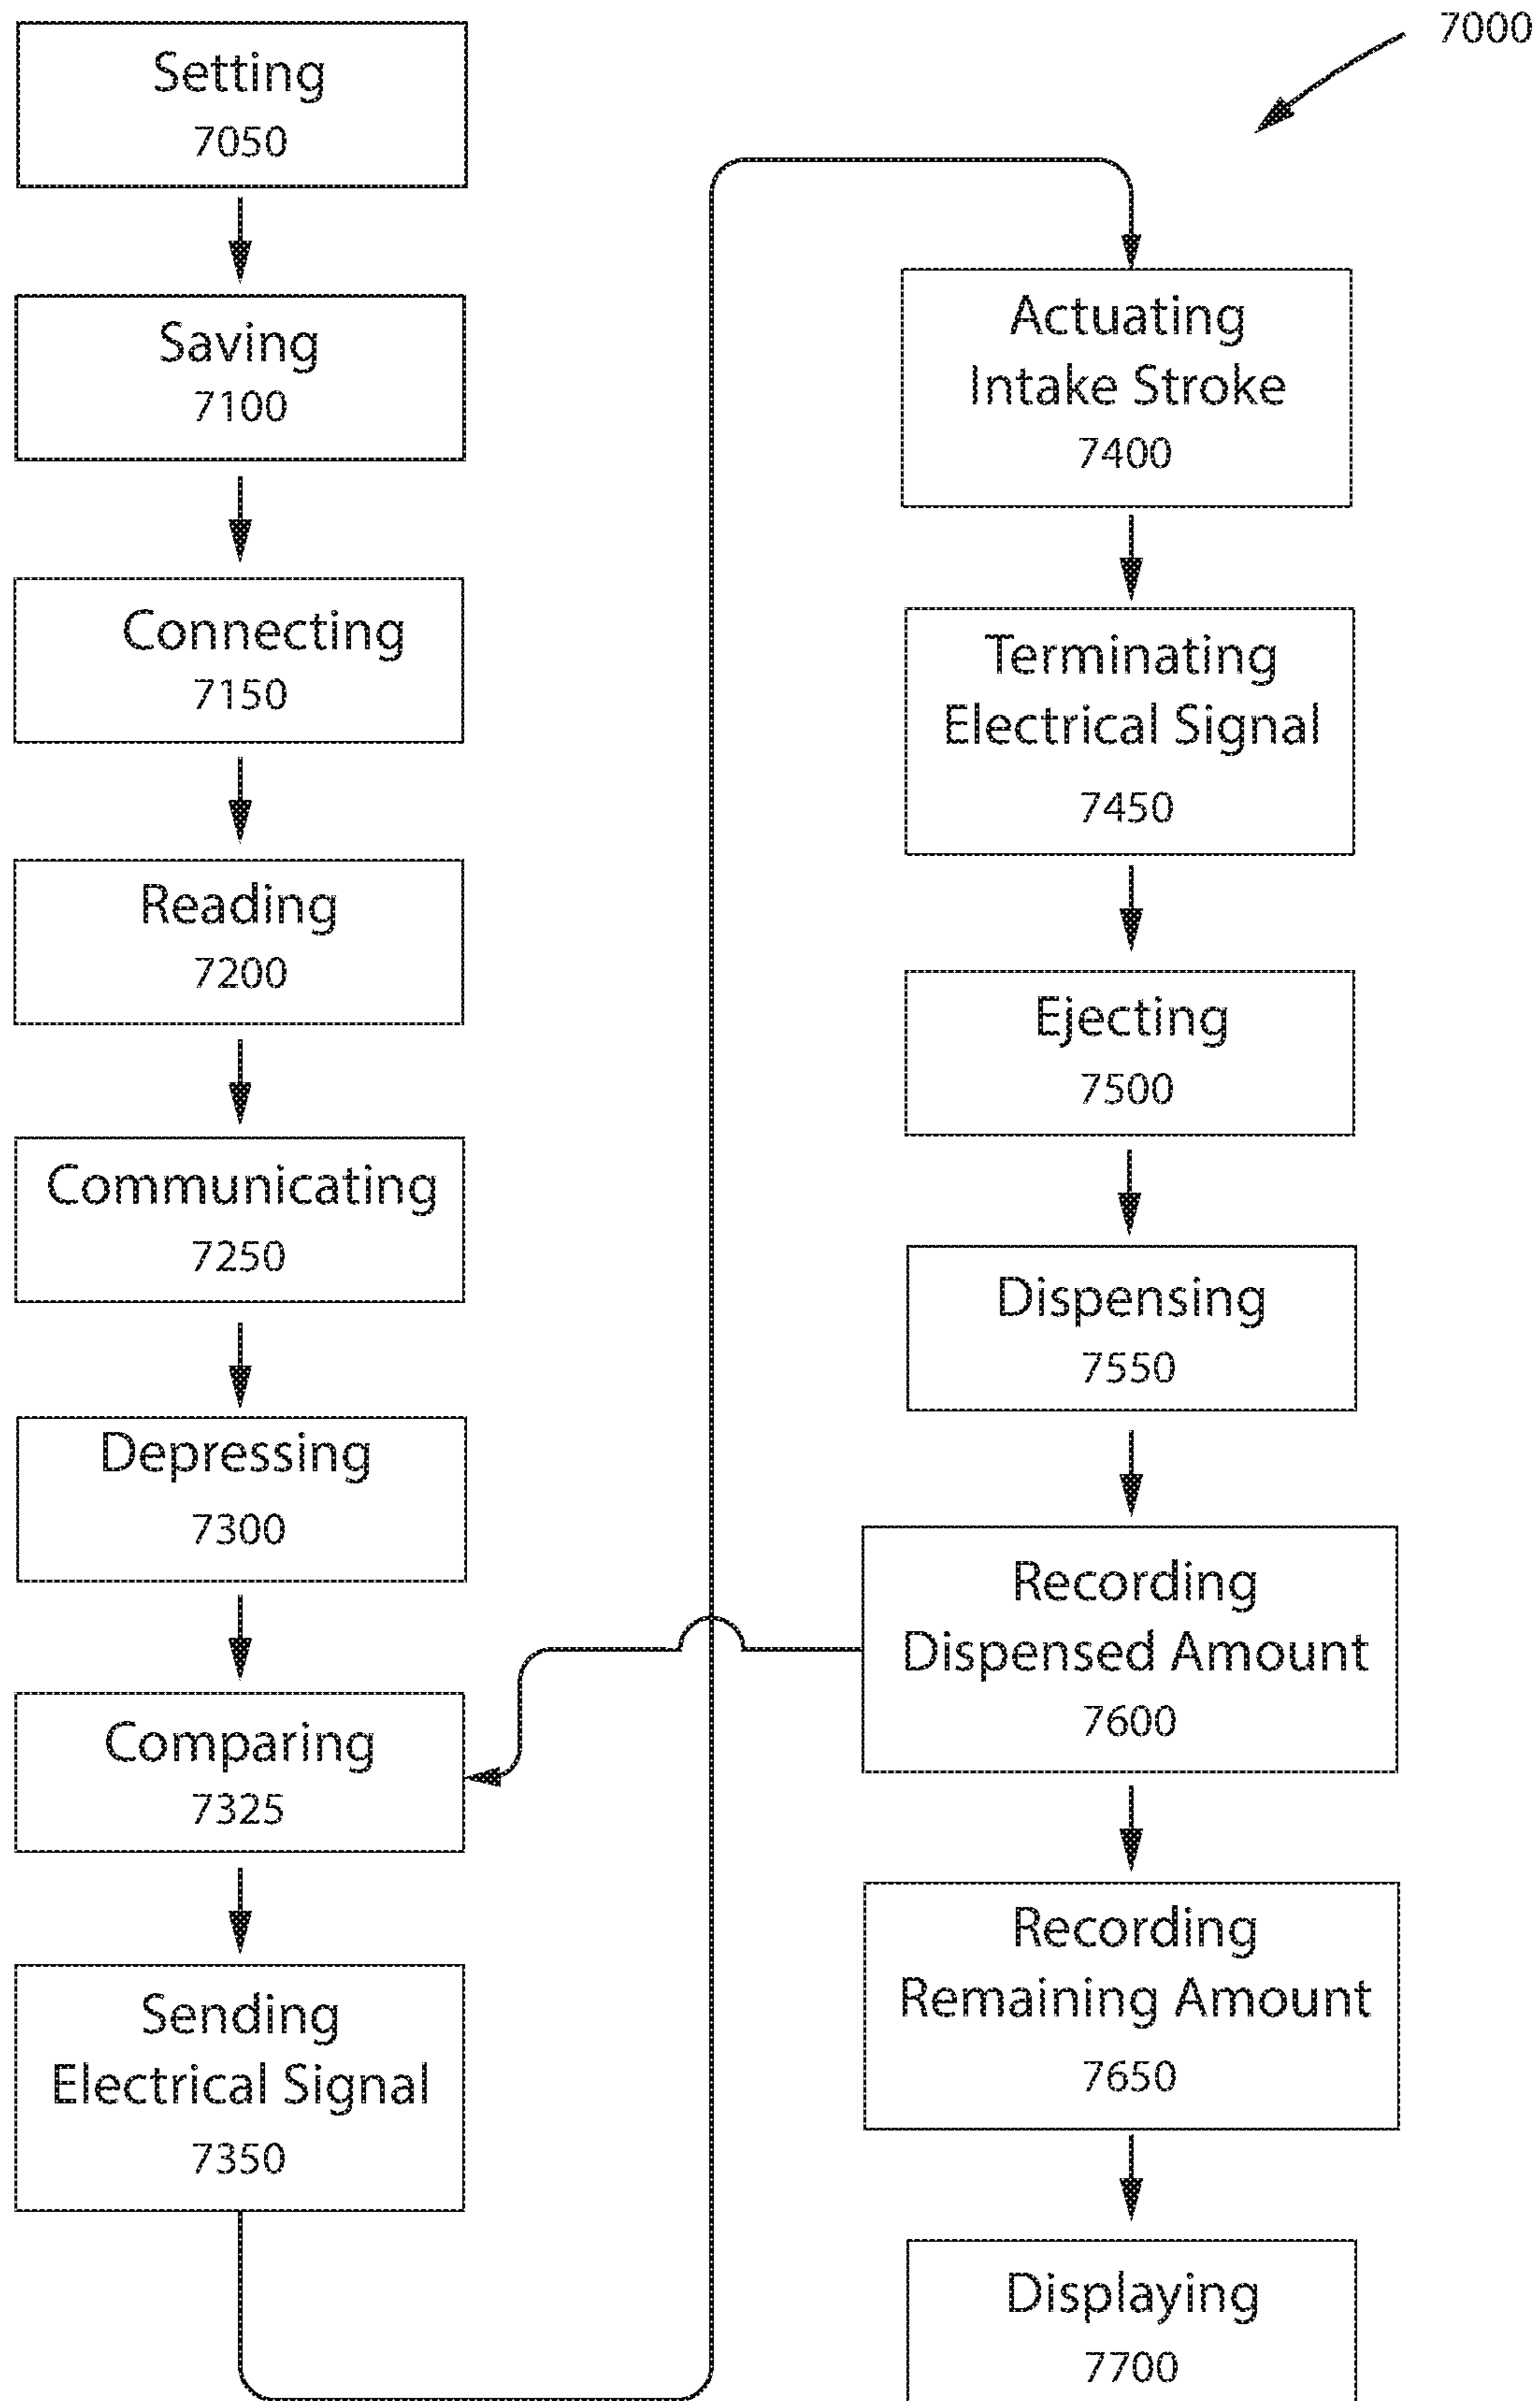 7000
Setting
7050
Saving
7100
Connecting
7150
Reading
7200
Communicating
7250
Depressing
7300
Comparing
7325
Sending
Electrical Signal
7350
Actuating
Intake Stroke
7400
Terminating
Electrical Signal
7450
Ejecting
7500
Dispensing
7550
Recording
Dispensed Amount
7600
Recording
Remaining Amount
7650
Displaying
7700